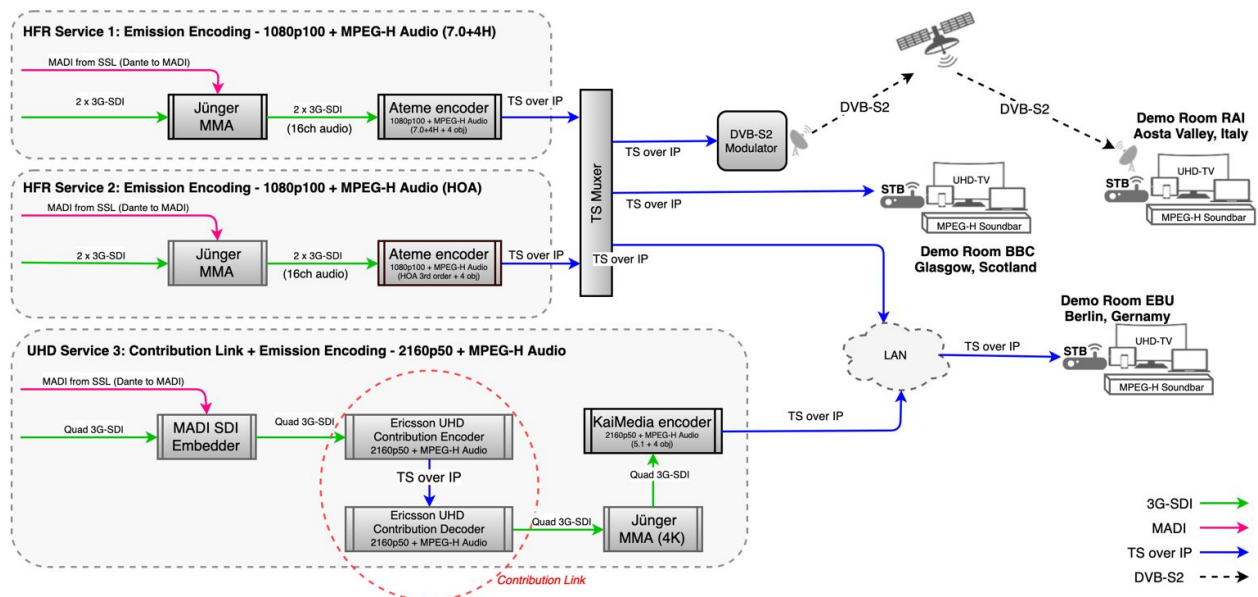 HFR Service 1: Emission Encoding - 1080p100 + MPEG-H Audio (7.0+4H)
MADI from SSL (Dante to MADI)
2 x 3G-SDI
Jünger
MMA
2 x 3G-SDI
(16ch audio)
Ateme encoder
1080p100 + MPEG-H Audio
(7.0+4H + 4 obj)
TS over IP
HFR Service 2: Emission Encoding - 1080p100 + MPEG-H Audio (HOA)
MADI from SSL (Dante to MADI)
2 x 3G-SDI
Jünger
MMA
2 x 3G-SDI
(16ch audio)
Ateme encoder
1080p100 + MPEG-H Audio
(HOA 3rd order + 4 obj)
TS over IP
TS Muxer
TS over IP
DVB-S2
Modulator
DVB-S2
DVB-S2
Demo Room RAI
Aosta Valley, Italy
STB
UHD-TV
MPEG-H Soundbar
TS over IP
STB
UHD-TV
MPEG-H Soundbar
Demo Room BBC
Glasgow, Scotland
TS over IP
LAN
TS over IP
Demo Room EBU
Berlin, Gernamy
STB
UHD-TV
MPEG-H Soundbar
UHD Service 3: Contribution Link + Emission Encoding - 2160p50 + MPEG-H Audio
MADI from SSL (Dante to MADI)
Quad 3G-SDI
MADI SDI
Embedder
Quad 3G-SDI
Ericsson UHD
Contribution Encoder
2160p50 + MPEG-H Audio
TS over IP
Ericsson UHD
Contribution Decoder
2160p50 + MPEG-H Audio
Contribution Link
Quad 3G-SDI
Jünger
MMA (4K)
Quad 3G-SDI
KaiMedia encoder
2160p50 + MPEG-H Audio
(5.1 + 4 obj)
TS over IP
3G-SDI
MADI
TS over IP
DVB-S2